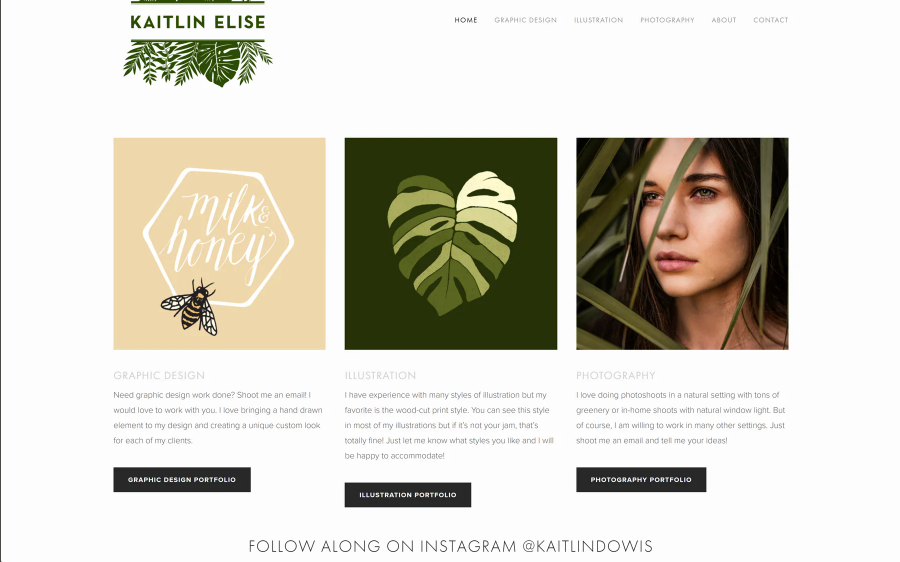 KAITLIN ELISE
HOME GRAPHIC DESIGN ILLUSTRATION PHOTOGRAPHY ABOUT CONTACT
milk &
honey
GRAPHIC DESIGN
Need graphic design work done? Shoot me an email! I
would love to work with you. I love bringing a hand drawn
element to my design and creating a unique custom look
for each of my clients.
GRAPHIC DESIGN PORTFOLIO
ILLUSTRATION
I have experience with many styles of illustration but my
favorite is the wood-cut print style. You can see this style
in most of my illustrations but if it's not your jam, that's
totally fine! Just let me know what styles you like and I will
be happy to accommodate!
ILLUSTRATION PORTFOLIO
PHOTOGRAPHY
I love doing photoshoots in a natural setting with tons of
greenery or in-home shoots with natural window light. But
of course, I am willing to work in many other settings. Just
shoot me an email and tell me your ideas!
PHOTOGRAPHY PORTFOLIO
FOLLOW ALONG ON INSTAGRAM @KAITLINDOWIS